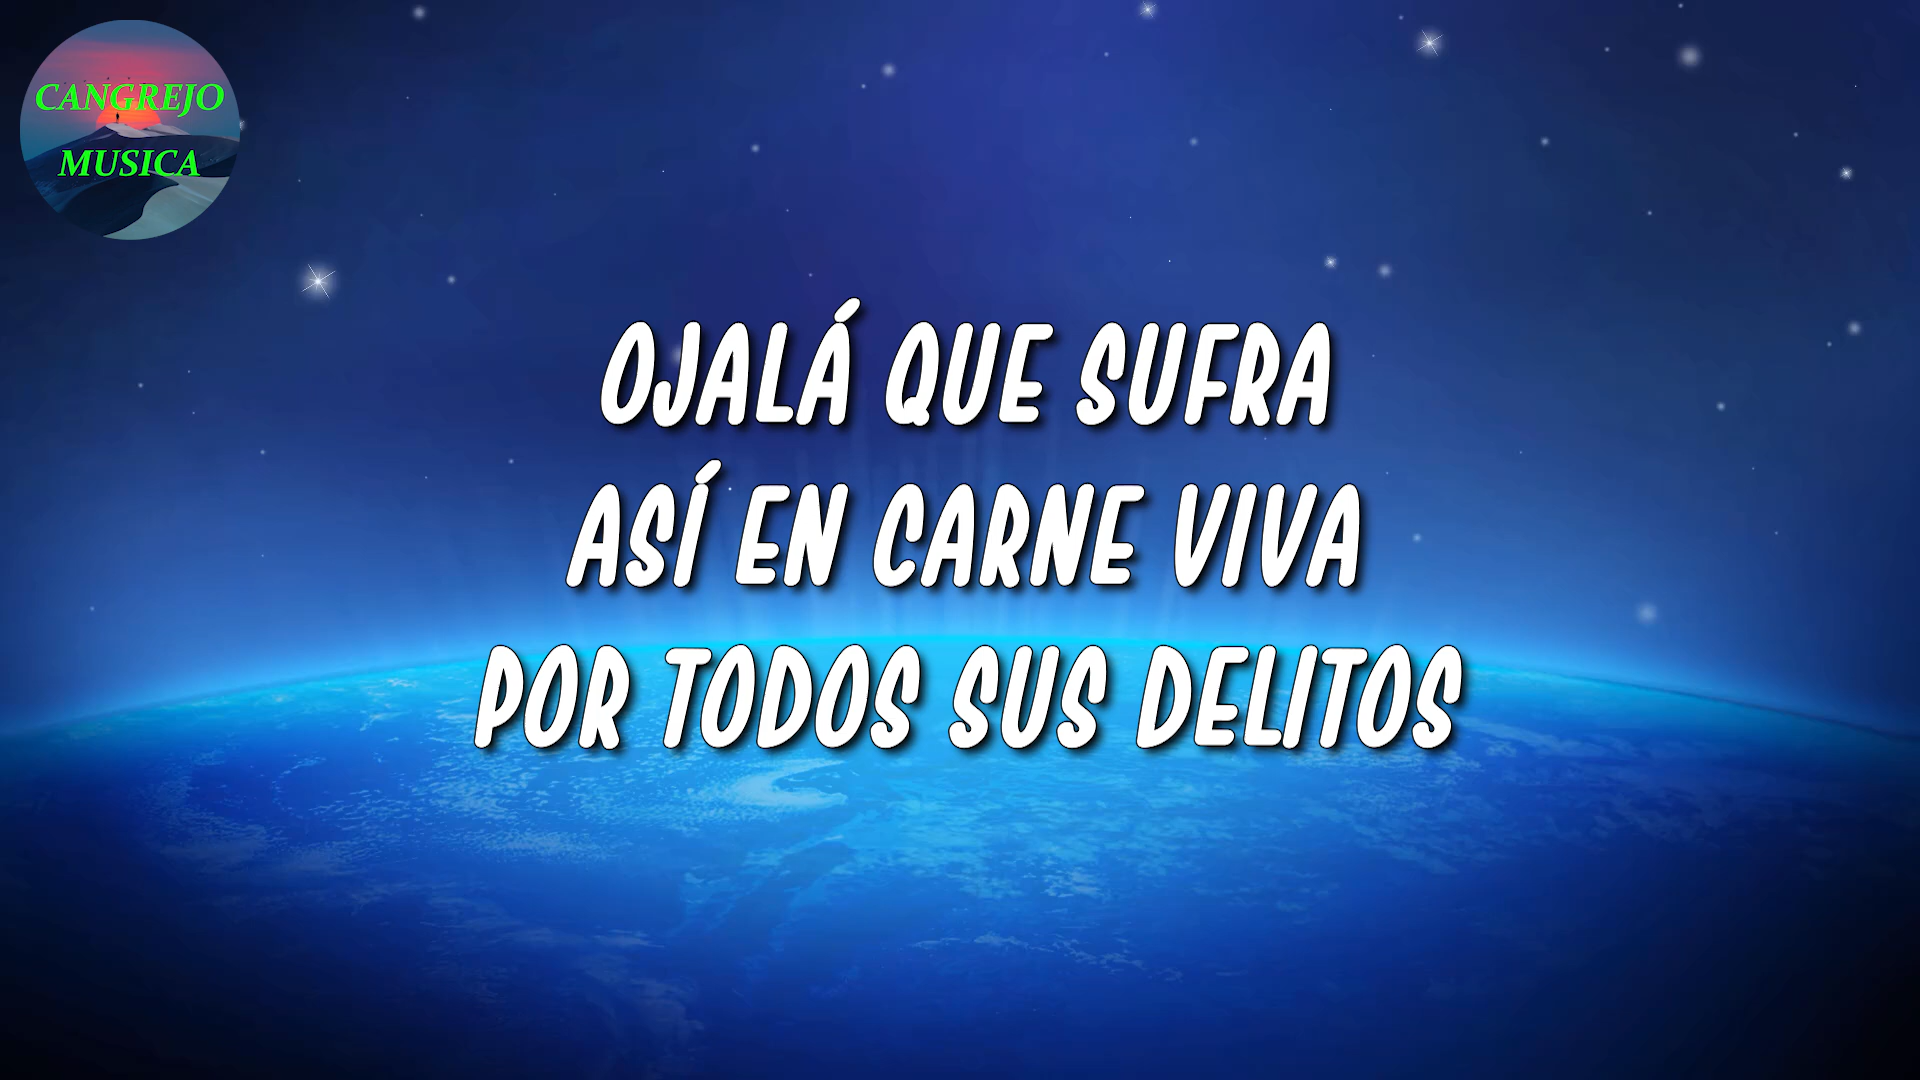 CANGREJO
MUSICA
OJALÁ QUE SUFRA
ASÍ EN CARNE VIVA
POR TODOS SUS DELITOS